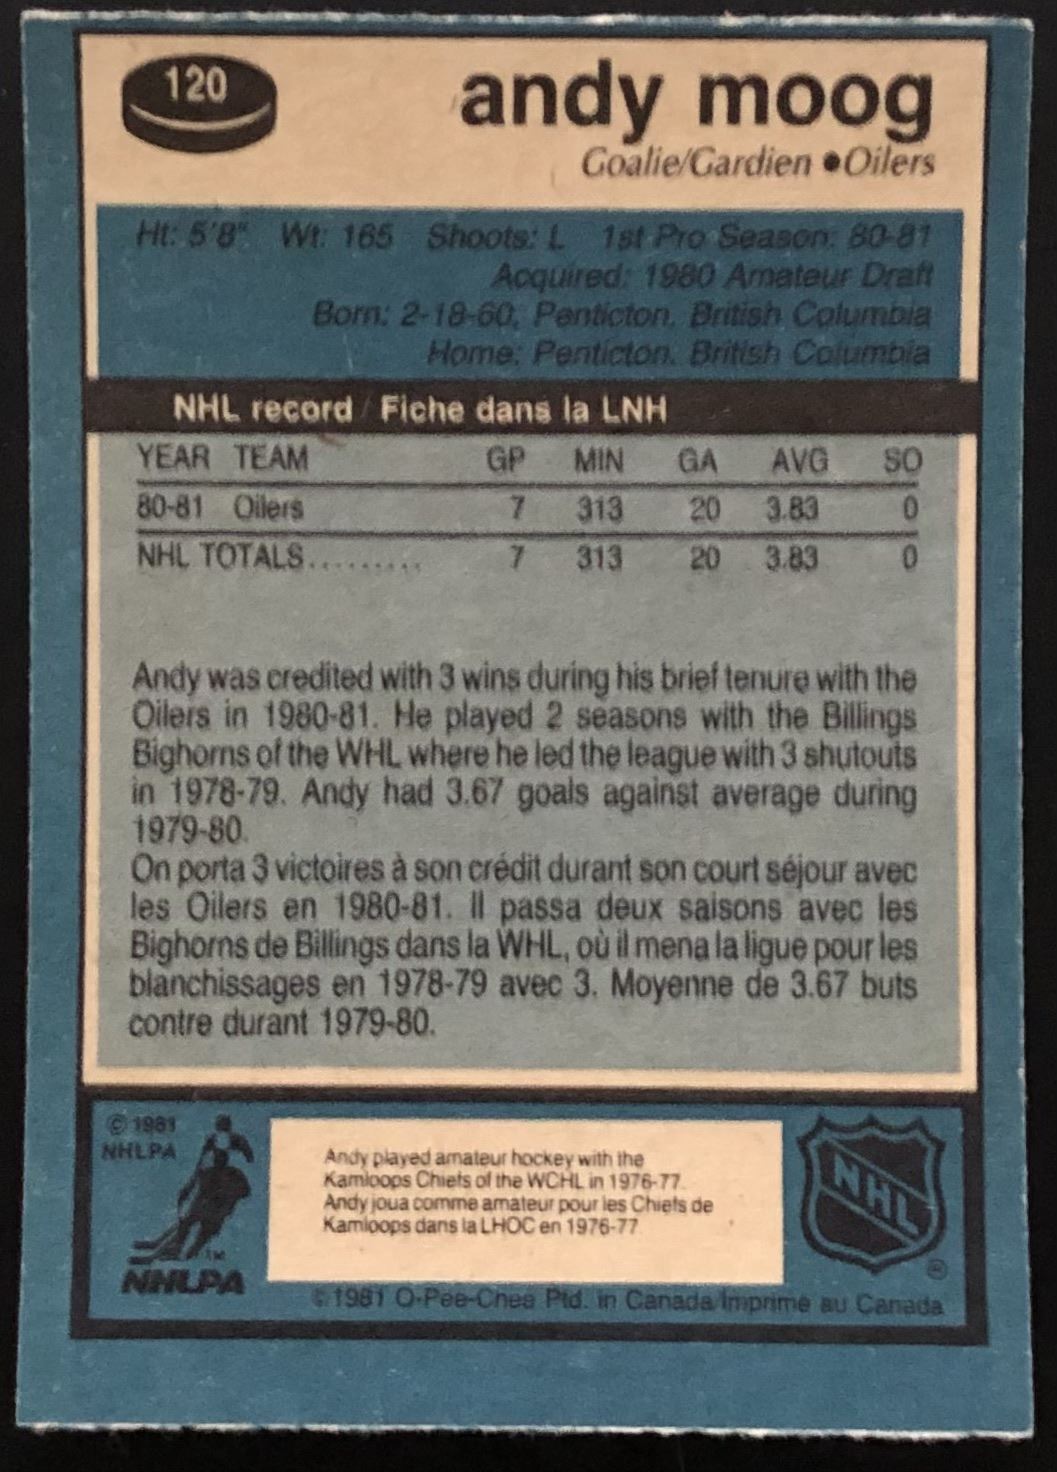 120
andy moog
Goalie/Gardien ●Oilers
Ht: 5'8" Wt: 165 Shoots: L 1st Pro Season: 80-81
Acquired: 1980 Amateur Draft
Born: 2-18-60, Penticton, British Columbia
Home: Penticton, British Columbia
NHL record / Fiche dans la LNH
YEAR TEAM GP MIN GA AVG SO
80-81 Oilers 7 313 20 3.83 0
NHL TOTALS......... 7 313 20 3.83 0
Andy was credited with 3 wins during his brief tenure with the
Oilers in 1980-81. He played 2 seasons with the Billings
Bighorns of the WHL where he led the league with 3 shutouts
in 1978-79. Andy had 3.67 goals against average during
1979-80.
On porta 3 victoires à son crédit durant son court séjour avec
les Oilers en 1980-81. Il passa deux saisons avec les
Bighorns de Billings dans la WHL, où il mena la ligue pour les
blanchissages en 1978-79 avec 3. Moyenne de 3.67 buts
contre durant 1979-80.
© 1981
NHLPA
TM
NHLPA
Andy played amateur hockey with the
Kamloops Chiefs of the WCHL in 1976-77.
Andy joua comme amateur pour les Chiefs de
Kamloops dans la LHOC en 1976-77
NHL
®
© 1981 O-Pee-Chee Ptd. in Canada/Imprimé au Canada